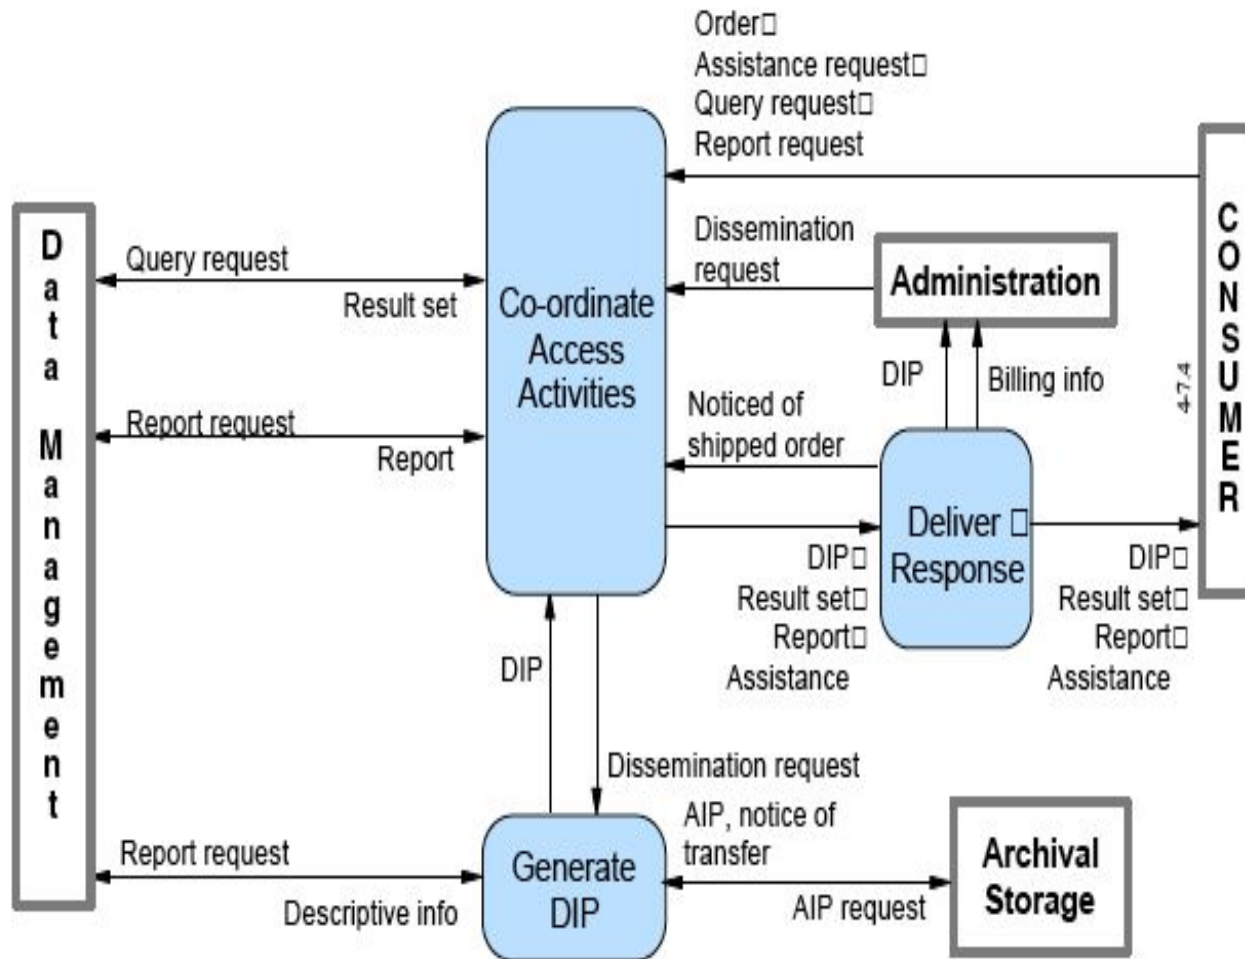 Order□
Assistance request□
Query request□
Report request
Data Management
Query request
Result set
Co-ordinate
Access
Activities
Dissemination
request
Administration
CONSUMER
4-7.4
DIP
Billing info
Report request
Report
Noticed of
shipped order
Deliver □
Response
DIP□
Result set□
Report□
Assistance
DIP□
Result set□
Report□
Assistance
DIP
Dissemination request
Report request
Descriptive info
Generate
DIP
AIP, notice of
transfer
AIP request
Archival
Storage